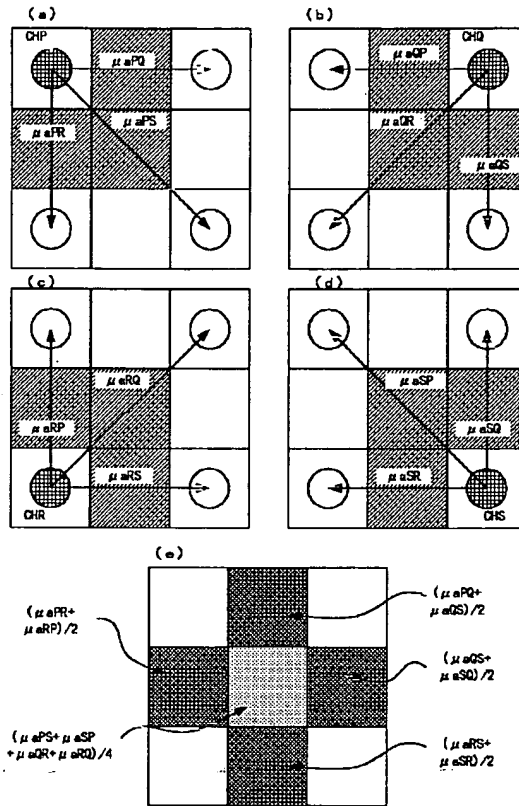 (a)
CHP
μaPQ
μaPS
μaPR
(b)
CHQ
μaQP
μaQR
μaQS
(c)
μaRQ
μaRP
μaRS
CHR
(d)
μaSP
μaSQ
μaSR
CHS
(e)
(μaPR+
μaRP)/2
(μaPQ+
μaQS)/2
(μaQS+
μaSQ)/2
(μaPS+μaSP
+μaQR+μaRQ)/4
(μaRS+
μaSR)/2